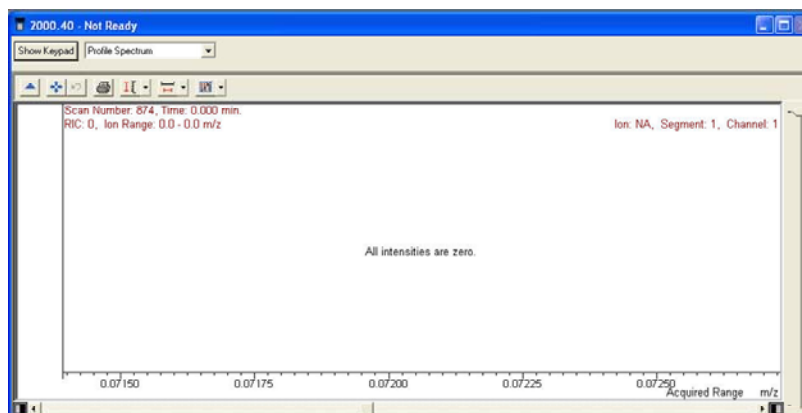 2000.40 - Not Ready
Show Keypad Profile Spectrum
Scan Number: 874, Time: 0.000 min.
RIC: 0, Ion Range: 0.0 - 0.0 m/z Ion: NA, Segment: 1, Channel: 1
All intensities are zero.
0.07150 0.07175 0.07200 0.07225 0.07250
Acquired Range m/z